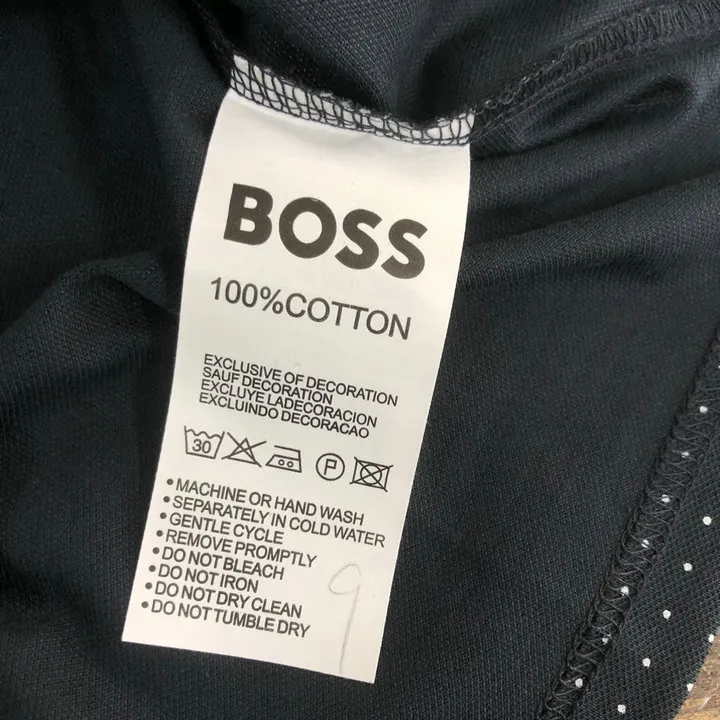 BOSS
100%COTTON
EXCLUSIVE OF DECORATION
SAUF DECORATION
EXCLUYE LADECORACION
EXCLUINDO DECORACAO
30 P
• MACHINE OR HAND WASH
• SEPARATELY IN COLD WATER
• GENTLE CYCLE
• REMOVE PROMPTLY
• DO NOT BLEACH
• DO NOT IRON
• DO NOT DRY CLEAN
• DO NOT TUMBLE DRY
9